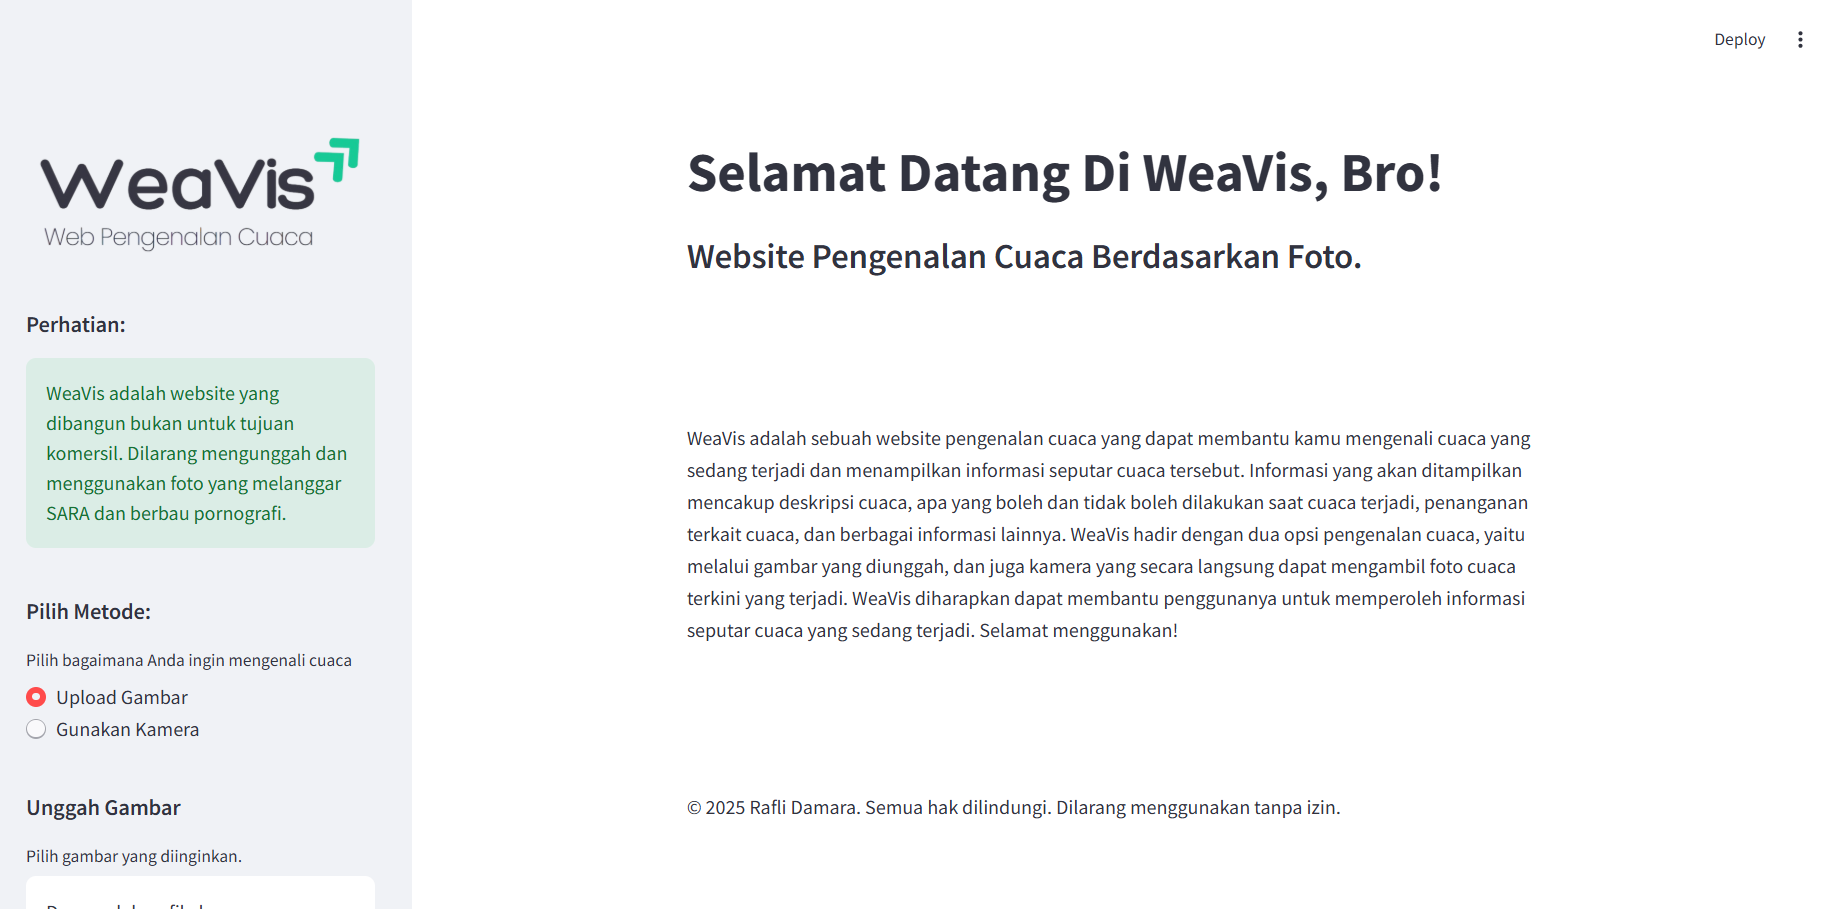 Deploy
WeaVis
Web Pengenalan Cuaca
Perhatian:
WeaVis adalah website yang
dibangun bukan untuk tujuan
komersil. Dilarang mengunggah dan
menggunakan foto yang melanggar
SARA dan berbau pornografi.
Pilih Metode:
Pilih bagaimana Anda ingin mengenali cuaca
Upload Gambar
Gunakan Kamera
Unggah Gambar
Pilih gambar yang diinginkan.
Selamat Datang Di WeaVis, Bro!
Website Pengenalan Cuaca Berdasarkan Foto.
WeaVis adalah sebuah website pengenalan cuaca yang dapat membantu kamu mengenali cuaca yang
sedang terjadi dan menampilkan informasi seputar cuaca tersebut. Informasi yang akan ditampilkan
mencakup deskripsi cuaca, apa yang boleh dan tidak boleh dilakukan saat cuaca terjadi, penanganan
terkait cuaca, dan berbagai informasi lainnya. WeaVis hadir dengan dua opsi pengenalan cuaca, yaitu
melalui gambar yang diunggah, dan juga kamera yang secara langsung dapat mengambil foto cuaca
terkini yang terjadi. WeaVis diharapkan dapat membantu penggunanya untuk memperoleh informasi
seputar cuaca yang sedang terjadi. Selamat menggunakan!
© 2025 Rafli Damara. Semua hak dilindungi. Dilarang menggunakan tanpa izin.